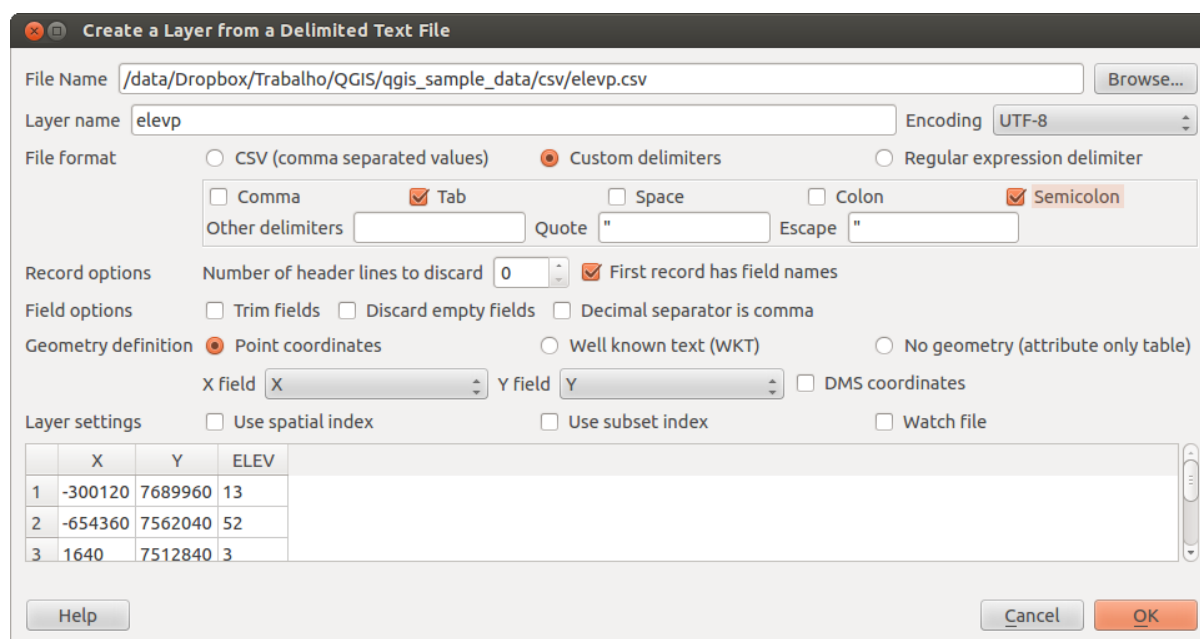 Create a Layer from a Delimited Text File
File Name /data/Dropbox/Trabalho/QGIS/qgis_sample_data/csv/elevp.csv Browse...
Layer name elevp Encoding UTF-8
File format CSV (comma separated values) Custom delimiters Regular expression delimiter
Comma Tab Space Colon Semicolon
Other delimiters Quote " Escape "
Record options Number of header lines to discard 0 First record has field names
Field options Trim fields Discard empty fields Decimal separator is comma
Geometry definition Point coordinates Well known text (WKT) No geometry (attribute only table)
X field X Y field Y DMS coordinates
Layer settings Use spatial index Use subset index Watch file
X Y ELEV
1 -300120 7689960 13
2 -654360 7562040 52
3 1640 7512840 3
Help Cancel OK